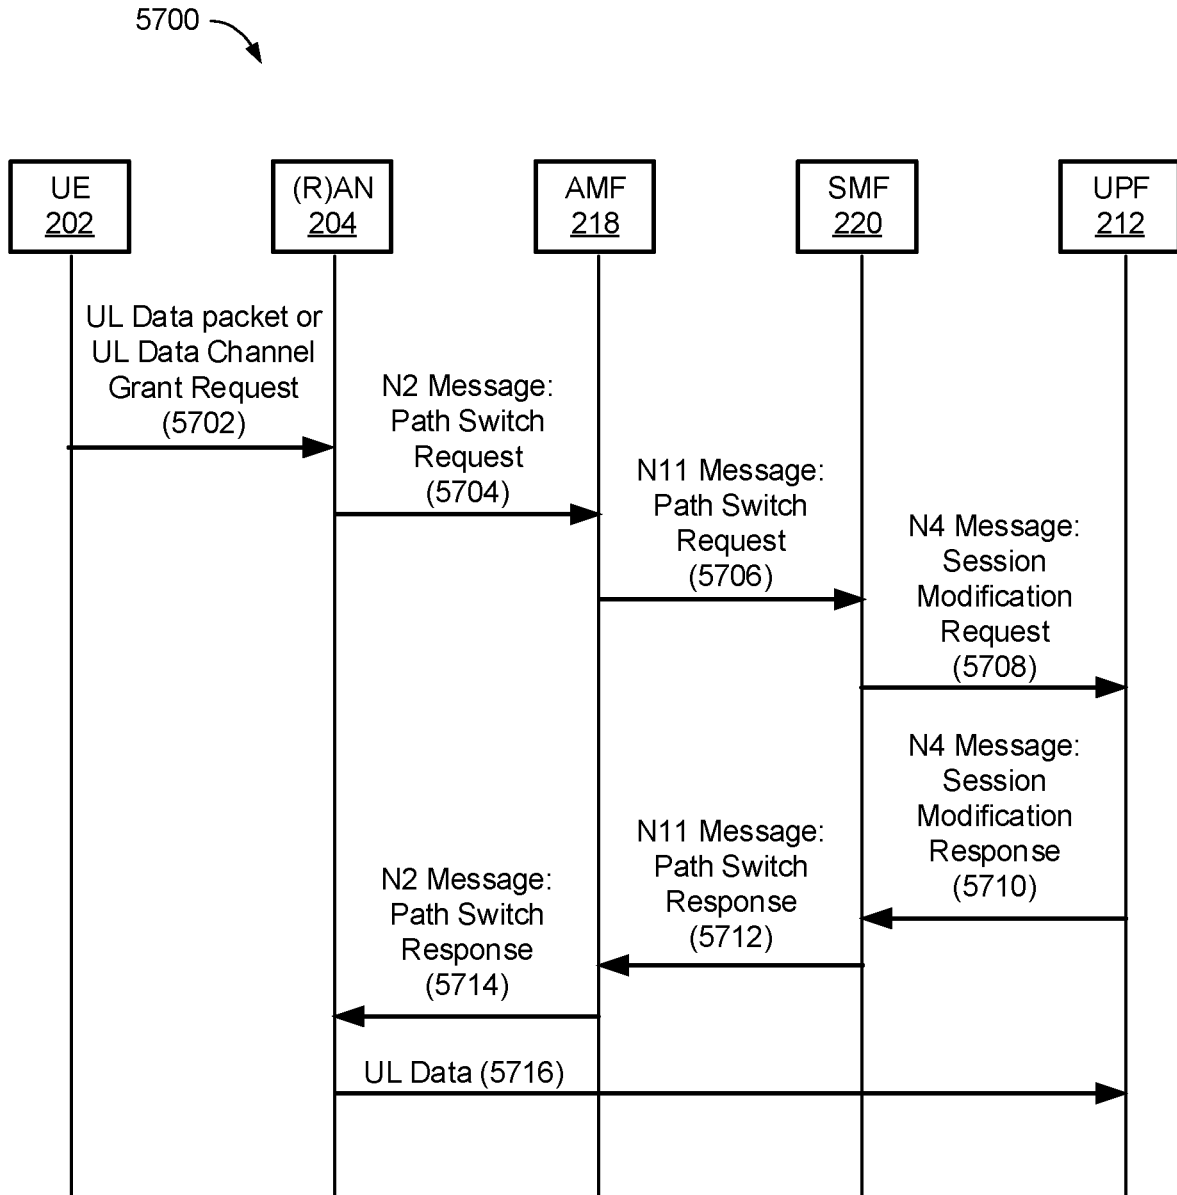 5700
UE
202
(R)AN
204
AMF
218
SMF
220
UPF
212
UL Data packet or
UL Data Channel
Grant Request
(5702)
N2 Message:
Path Switch
Request
(5704)
N11 Message:
Path Switch
Request
(5706)
N4 Message:
Session
Modification
Request
(5708)
N4 Message:
Session
Modification
Response
(5710)
N11 Message:
Path Switch
Response
(5712)
N2 Message:
Path Switch
Response
(5714)
UL Data (5716)